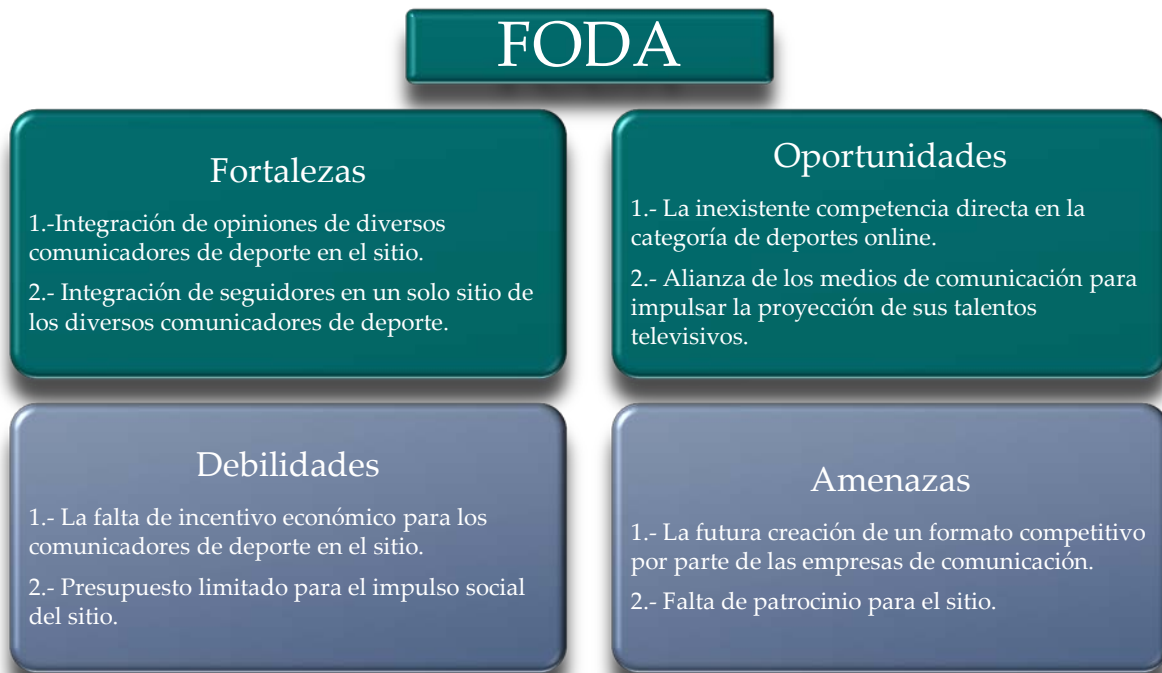 FODA
Fortalezas
1.-Integración de opiniones de diversos
comunicadores de deporte en el sitio.
2.- Integración de seguidores en un solo sitio de
los diversos comunicadores de deporte.
Oportunidades
1.- La inexistente competencia directa en la
categoría de deportes online.
2.- Alianza de los medios de comunicación para
impulsar la proyección de sus talentos
televisivos.
Debilidades
1.- La falta de incentivo económico para los
comunicadores de deporte en el sitio.
2.- Presupuesto limitado para el impulso social
del sitio.
Amenazas
1.- La futura creación de un formato competitivo
por parte de las empresas de comunicación.
2.- Falta de patrocinio para el sitio.